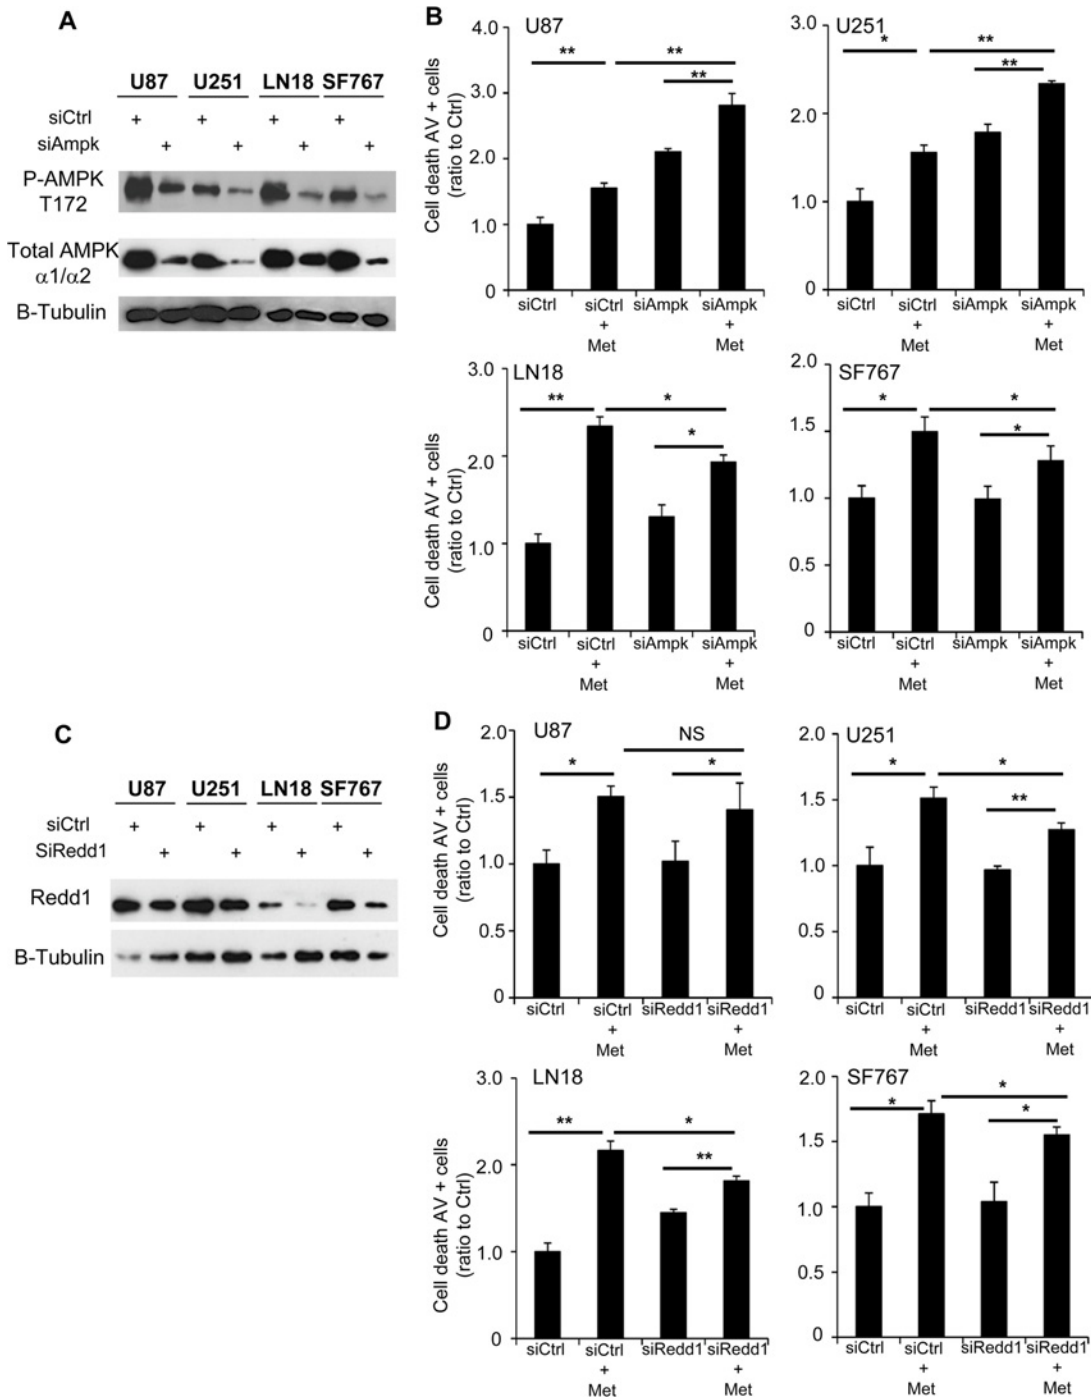 A
U87 U251 LN18 SF767
siCtrl + + + +
siAmpk + + + +
P-AMPK
T172
Total AMPK
α1/α2
B-Tubulin
B
U87
Cell death AV + cells
(ratio to Ctrl)
4.0
3.0
2.0
1.0
0
** ** **
siCtrl siCtrl siAmpk siAmpk
+ +
Met Met
U251
3.0
2.0
1.0
0
* ** **
siCtrl siCtrl siAmpk siAmpk
+ +
Met Met
LN18
Cell death AV + cells
(ratio to Ctrl)
3.0
2.0
1.0
0
** * *
siCtrl siCtrl siAmpk siAmpk
+ +
Met Met
SF767
2.0
1.5
1.0
0.5
0
* * *
siCtrl siCtrl siAmpk siAmpk
+ +
Met Met
C
U87 U251 LN18 SF767
siCtrl + + + +
SiRedd1 + + + +
Redd1
B-Tubulin
D
U87
Cell death AV + cells
(ratio to Ctrl)
2.0
1.5
1.0
0.5
0
* NS *
siCtrl siCtrl siRedd1 siRedd1
+ +
Met Met
U251
2.0
1.5
1.0
0.5
0
* * **
siCtrl siCtrl siRedd1 siRedd1
+ +
Met Met
LN18
Cell death AV + cells
(ratio to Ctrl)
3.0
2.0
1.0
0
** * **
siCtrl siCtrl siRedd1 siRedd1
+ +
Met Met
SF767
2.0
1.5
1.0
0.5
0
* * *
siCtrl siCtrl siRedd1 siRedd1
+ +
Met Met